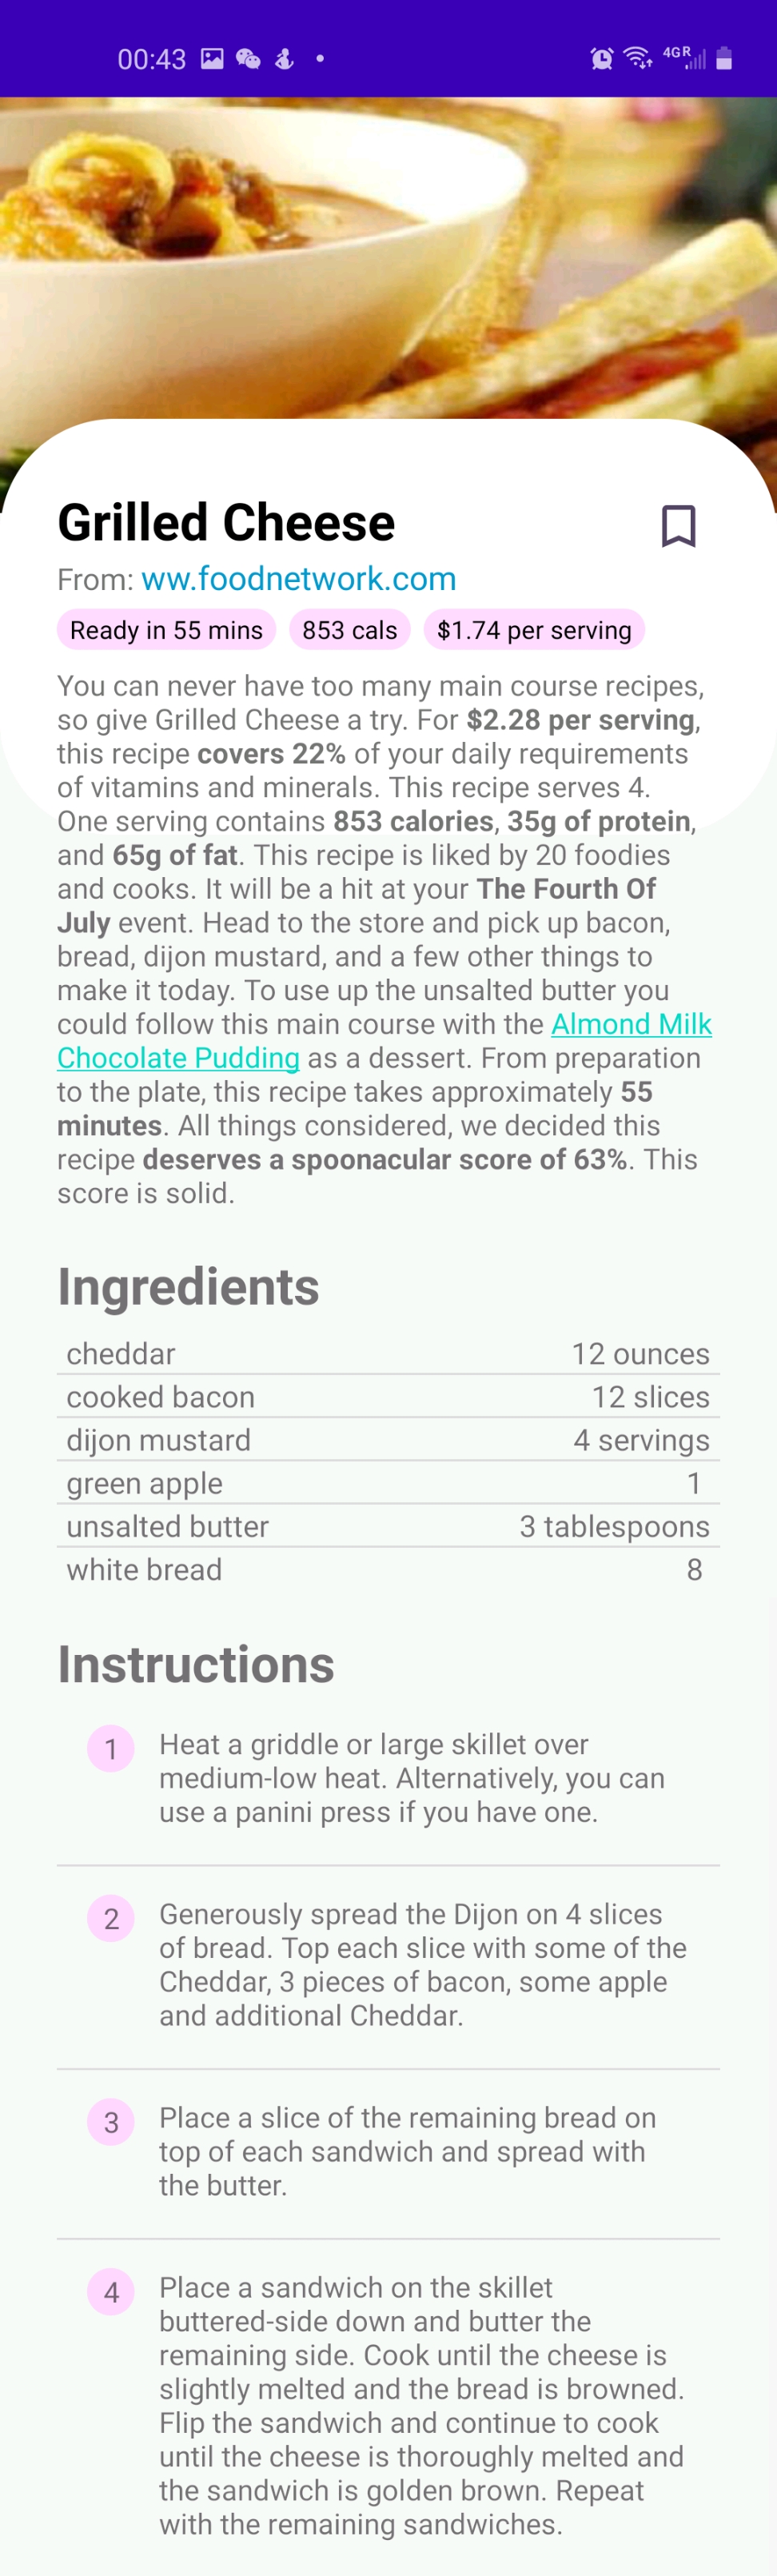 00:43
4GR
Grilled Cheese
From: ww.foodnetwork.com
Ready in 55 mins 853 cals $1.74 per serving
You can never have too many main course recipes,
so give Grilled Cheese a try. For $2.28 per serving,
this recipe covers 22% of your daily requirements
of vitamins and minerals. This recipe serves 4.
One serving contains 853 calories, 35g of protein,
and 65g of fat. This recipe is liked by 20 foodies
and cooks. It will be a hit at your The Fourth Of
July event. Head to the store and pick up bacon,
bread, dijon mustard, and a few other things to
make it today. To use up the unsalted butter you
could follow this main course with the Almond Milk
Chocolate Pudding as a dessert. From preparation
to the plate, this recipe takes approximately 55
minutes. All things considered, we decided this
recipe deserves a spoonacular score of 63%. This
score is solid.
Ingredients
cheddar 12 ounces
cooked bacon 12 slices
dijon mustard 4 servings
green apple 1
unsalted butter 3 tablespoons
white bread 8
Instructions
1 Heat a griddle or large skillet over
medium-low heat. Alternatively, you can
use a panini press if you have one.
2 Generously spread the Dijon on 4 slices
of bread. Top each slice with some of the
Cheddar, 3 pieces of bacon, some apple
and additional Cheddar.
3 Place a slice of the remaining bread on
top of each sandwich and spread with
the butter.
4 Place a sandwich on the skillet
buttered-side down and butter the
remaining side. Cook until the cheese is
slightly melted and the bread is browned.
Flip the sandwich and continue to cook
until the cheese is thoroughly melted and
the sandwich is golden brown. Repeat
with the remaining sandwiches.